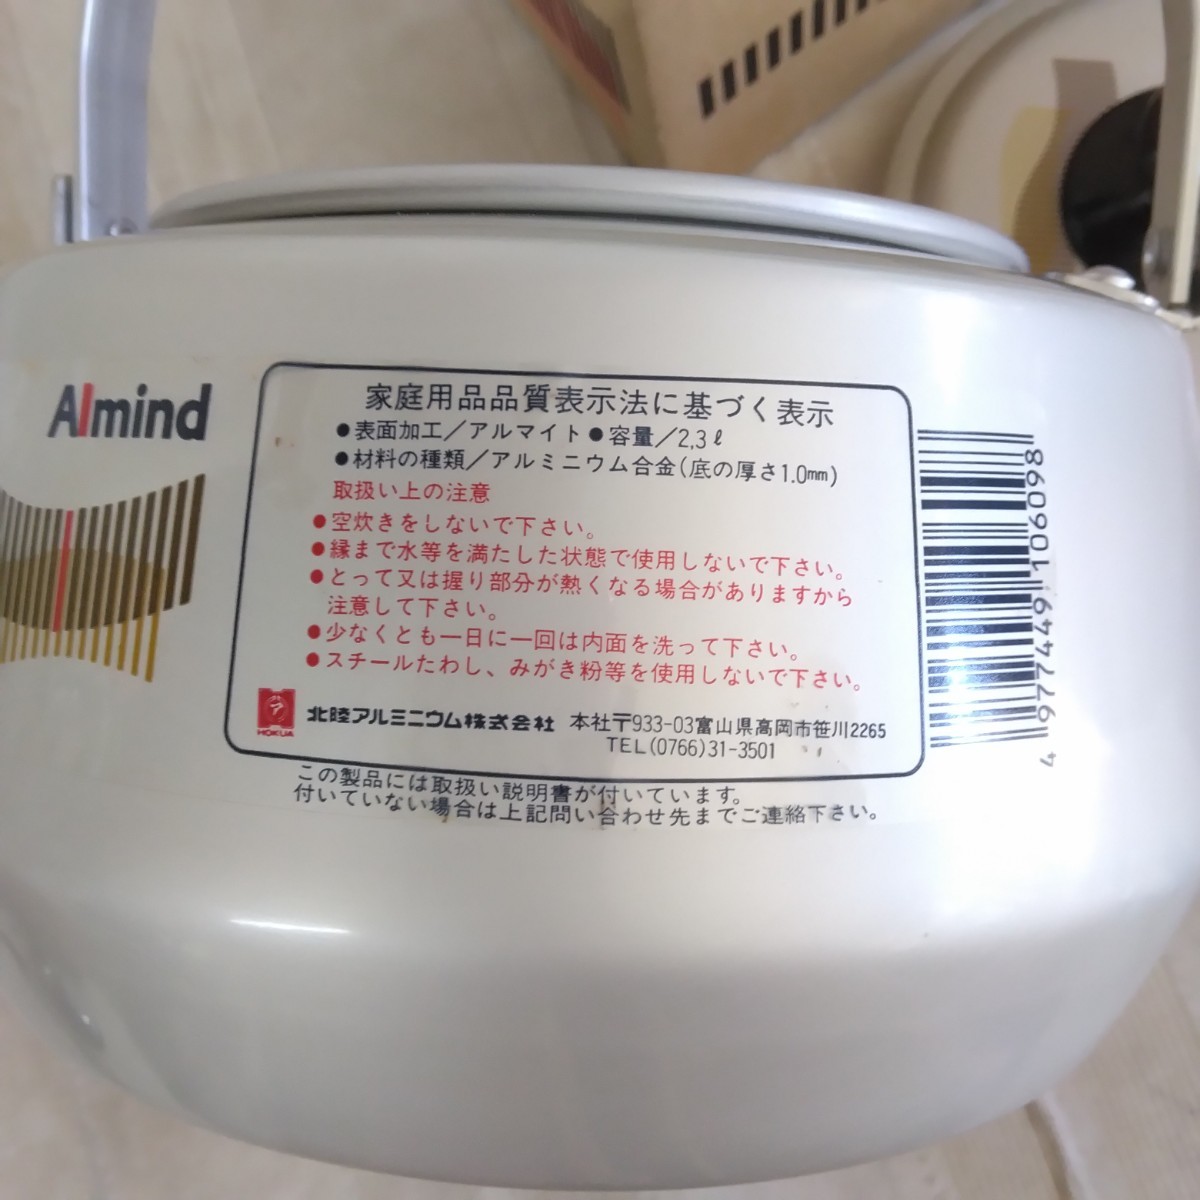 Almind
家庭用品品質表示法に基づく表示
●表面加工/アルマイト●容量/2.3ℓ
●材料の種類/アルミニウム合金(底の厚さ1.0mm)
取扱い上の注意
●空炊きをしないで下さい。
●縁まで水等を満たした状態で使用しないで下さい。
●とって又は握り部分が熱くなる場合がありますから
注意して下さい。
●少なくとも一日に一回は内面を洗って下さい。
●スチールたわし、みがき粉等を使用しないで下さい。
ア
HOKUA
北陸アルミニウム株式会社 本社〒933-03富山県高岡市笹川2265
TEL(0766)31-3501
この製品には取扱い説明書が付いています。
付いていない場合は上記問い合わせ先までご連絡下さい。
4 977449 106098